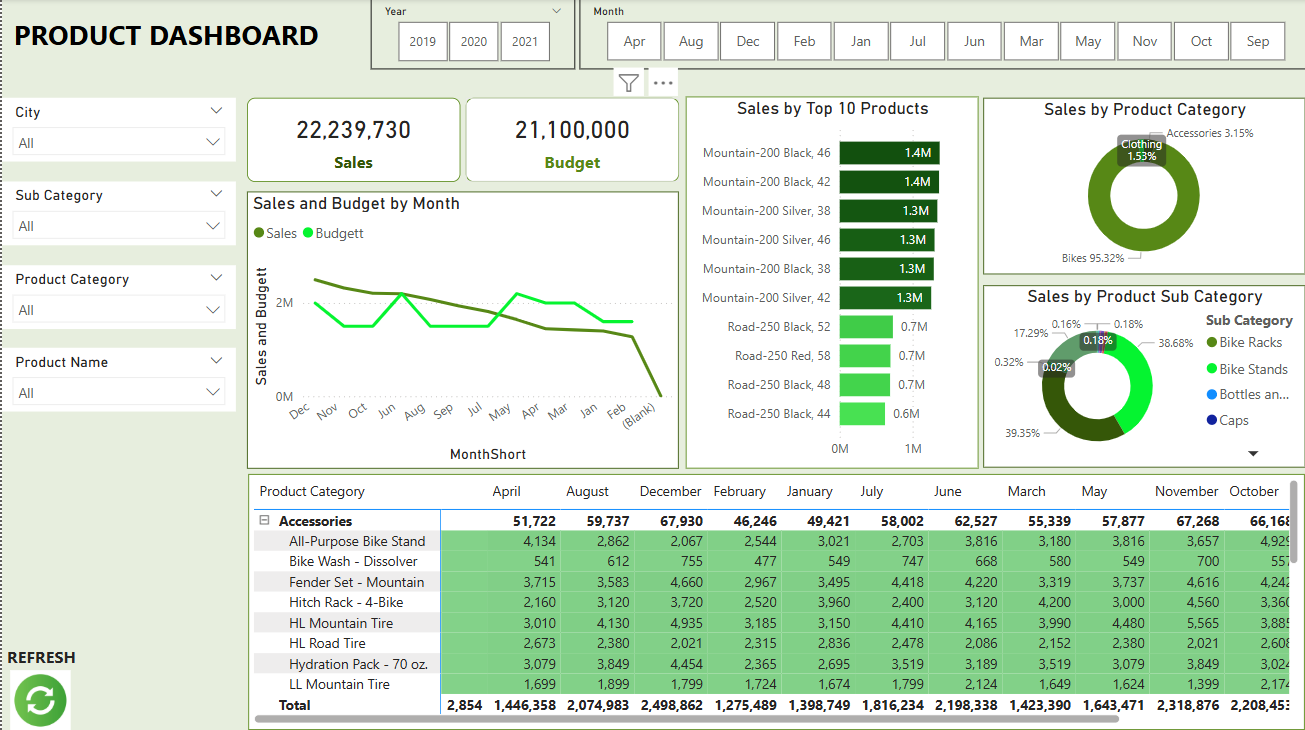 Year
Month
PRODUCT DASHBOARD
2019 2020 2021
Apr Aug Dec Feb Jan Jul Jun Mar May Nov Oct Sep
City
All
Sub Category
All
Product Category
All
Product Name
All
REFRESH
22,239,730
Sales
21,100,000
Budget
Sales and Budget by Month
Sales Budgett
Sales and Budgett
2M
0M
Dec Nov Oct Jun Aug Sep Jul May Apr Mar Jan Feb (Blank)
MonthShort
Sales by Top 10 Products
Mountain-200 Black, 46 1.4M
Mountain-200 Black, 42 1.4M
Mountain-200 Silver, 38 1.3M
Mountain-200 Silver, 46 1.3M
Mountain-200 Black, 38 1.3M
Mountain-200 Silver, 42 1.3M
Road-250 Black, 52 0.7M
Road-250 Red, 58 0.7M
Road-250 Black, 48 0.7M
Road-250 Black, 44 0.6M
0M 1M
Sales by Product Category
Accessories 3.15%
Clothing
1.53%
Bikes 95.32%
Sales by Product Sub Category
0.16% 0.18%
17.29%
0.18%
38.68%
0.32%
0.02%
39.35%
Sub Category
Bike Racks
Bike Stands
Bottles an...
Caps
Product Category April August December February January July June March May November October
Accessories 51,722 59,737 67,930 46,246 49,421 58,002 62,527 55,339 57,877 67,268 66,168
All-Purpose Bike Stand 4,134 2,862 2,067 2,544 3,021 2,703 3,816 3,180 3,816 3,657 4,929
Bike Wash - Dissolver 541 612 755 477 549 747 668 580 549 700 557
Fender Set - Mountain 3,715 3,583 4,660 2,967 3,495 4,418 4,220 3,319 3,737 4,616 4,242
Hitch Rack - 4-Bike 2,160 3,120 3,720 2,520 3,960 2,400 3,120 4,200 3,000 4,560 3,360
HL Mountain Tire 3,010 4,130 4,935 3,185 3,150 4,410 4,165 3,990 4,480 5,565 3,885
HL Road Tire 2,673 2,380 2,021 2,315 2,836 2,478 2,086 2,152 2,380 2,021 2,608
Hydration Pack - 70 oz. 3,079 3,849 4,454 2,365 2,695 3,519 3,189 3,519 3,079 3,849 3,024
LL Mountain Tire 1,699 1,899 1,799 1,724 1,674 1,799 2,124 1,649 1,624 1,399 2,174
Total 2,854 1,446,358 2,074,983 2,498,862 1,275,489 1,398,749 1,816,234 2,198,338 1,423,390 1,643,471 2,318,876 2,208,453